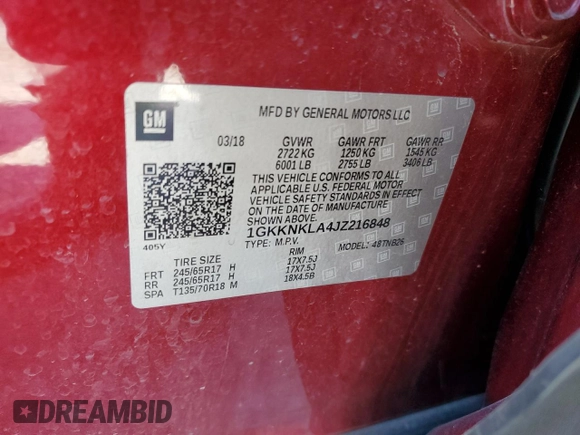 GM
MFD BY GENERAL MOTORS LLC
03/18 GVWR GAWR FRT GAWR RR
2722 KG 1250 KG 1545 KG
6001 LB 2755 LB 3406 LB
THIS VEHICLE CONFORMS TO ALL
APPLICABLE U.S. FEDERAL MOTOR
VEHICLE SAFETY STANDARDS IN EFFECT
ON THE DATE OF MANUFACTURE
SHOWN ABOVE.
1GKKNKLA4JZ216848
405Y TYPE: M.P.V. MODEL: 48TNB26
TIRE SIZE RIM
FRT 245/65R17 H 17X7.5J
RR 245/65R17 H 17X7.5J
SPA T135/70R18 M 18X4.5B
DREAMBID